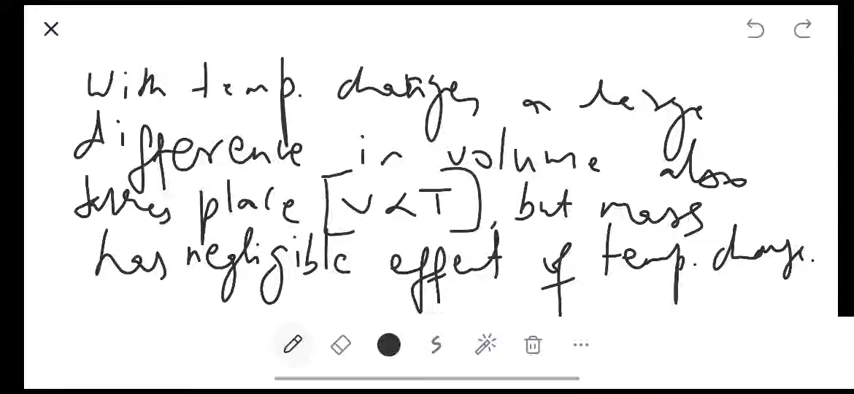 With temp. changes a large
difference in volume also
takes place [V ∝ T], but mass
has negligible effect of temp. change.